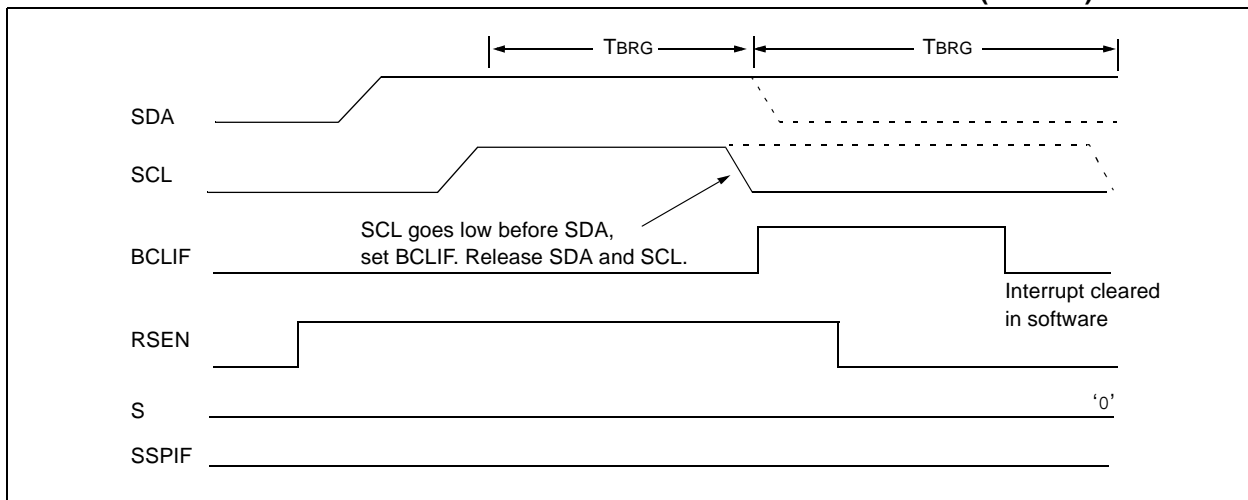 TBRG TBRG
SDA
SCL
SCL goes low before SDA,
set BCLIF. Release SDA and SCL.
BCLIF
Interrupt cleared
in software
RSEN
S '0'
SSPIF